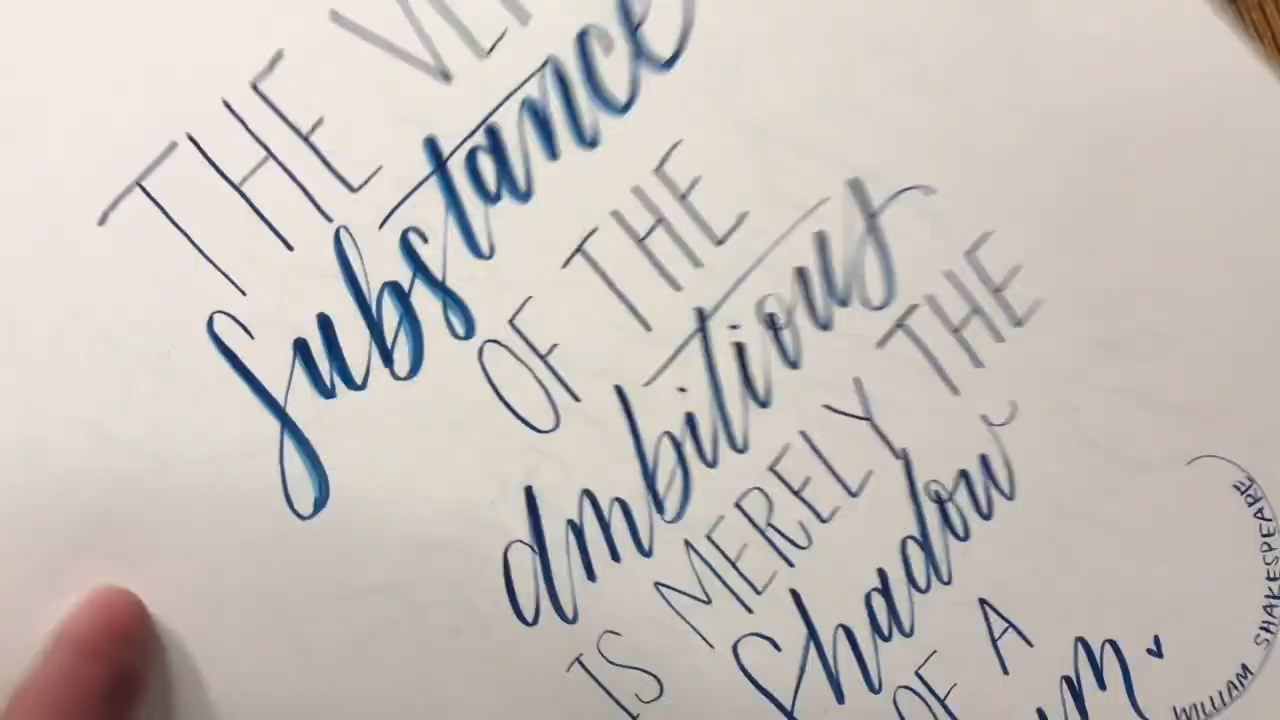 THE
substance
OF THE
ambitious
IS MERELY THE
Shadow
OF A
WILLIAM SHAKESPEARE